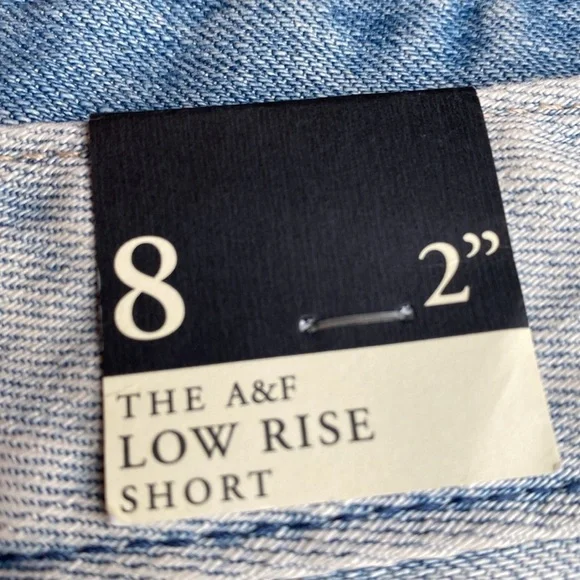 8 2”
THE A&F
LOW RISE
SHORT